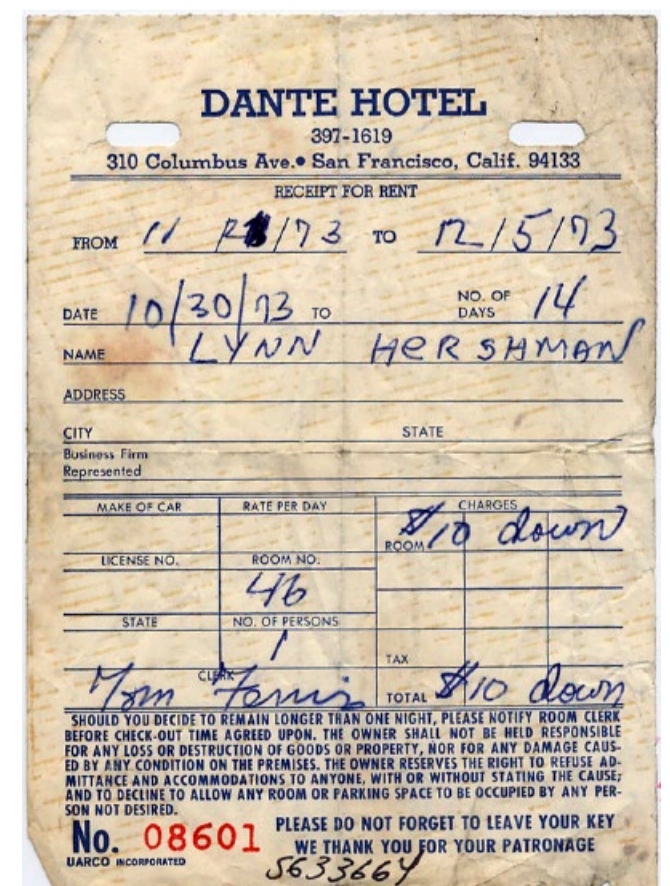 DANTE HOTEL
397-1619
310 Columbus Ave.• San Francisco, Calif. 94133
RECEIPT FOR RENT
FROM 11 /73 TO 12/5/73
DATE 10/30/73 TO NO. OF DAYS 14
NAME LYNN HERSHMAN
ADDRESS
CITY STATE
Business Firm
Represented
MAKE OF CAR RATE PER DAY CHARGES
ROOM $10 down
LICENSE NO. ROOM NO.
46
STATE NO. OF PERSONS
1
TAX
CLERK Tom TOTAL $10 down
SHOULD YOU DECIDE TO REMAIN LONGER THAN ONE NIGHT, PLEASE NOTIFY ROOM CLERK
BEFORE CHECK-OUT TIME AGREED UPON. THE OWNER SHALL NOT BE HELD RESPONSIBLE
FOR ANY LOSS OR DESTRUCTION OF GOODS OR PROPERTY, NOR FOR ANY DAMAGE CAUS-
ED BY ANY CONDITION ON THE PREMISES. THE OWNER RESERVES THE RIGHT TO REFUSE AD-
MITTANCE AND ACCOMMODATIONS TO ANYONE, WITH OR WITHOUT STATING THE CAUSE;
AND TO DECLINE TO ALLOW ANY ROOM OR PARKING SPACE TO BE OCCUPIED BY ANY PER-
SON NOT DESIRED.
No. 08601 PLEASE DO NOT FORGET TO LEAVE YOUR KEY
WE THANK YOU FOR YOUR PATRONAGE
UARCO INCORPORATED
5633664